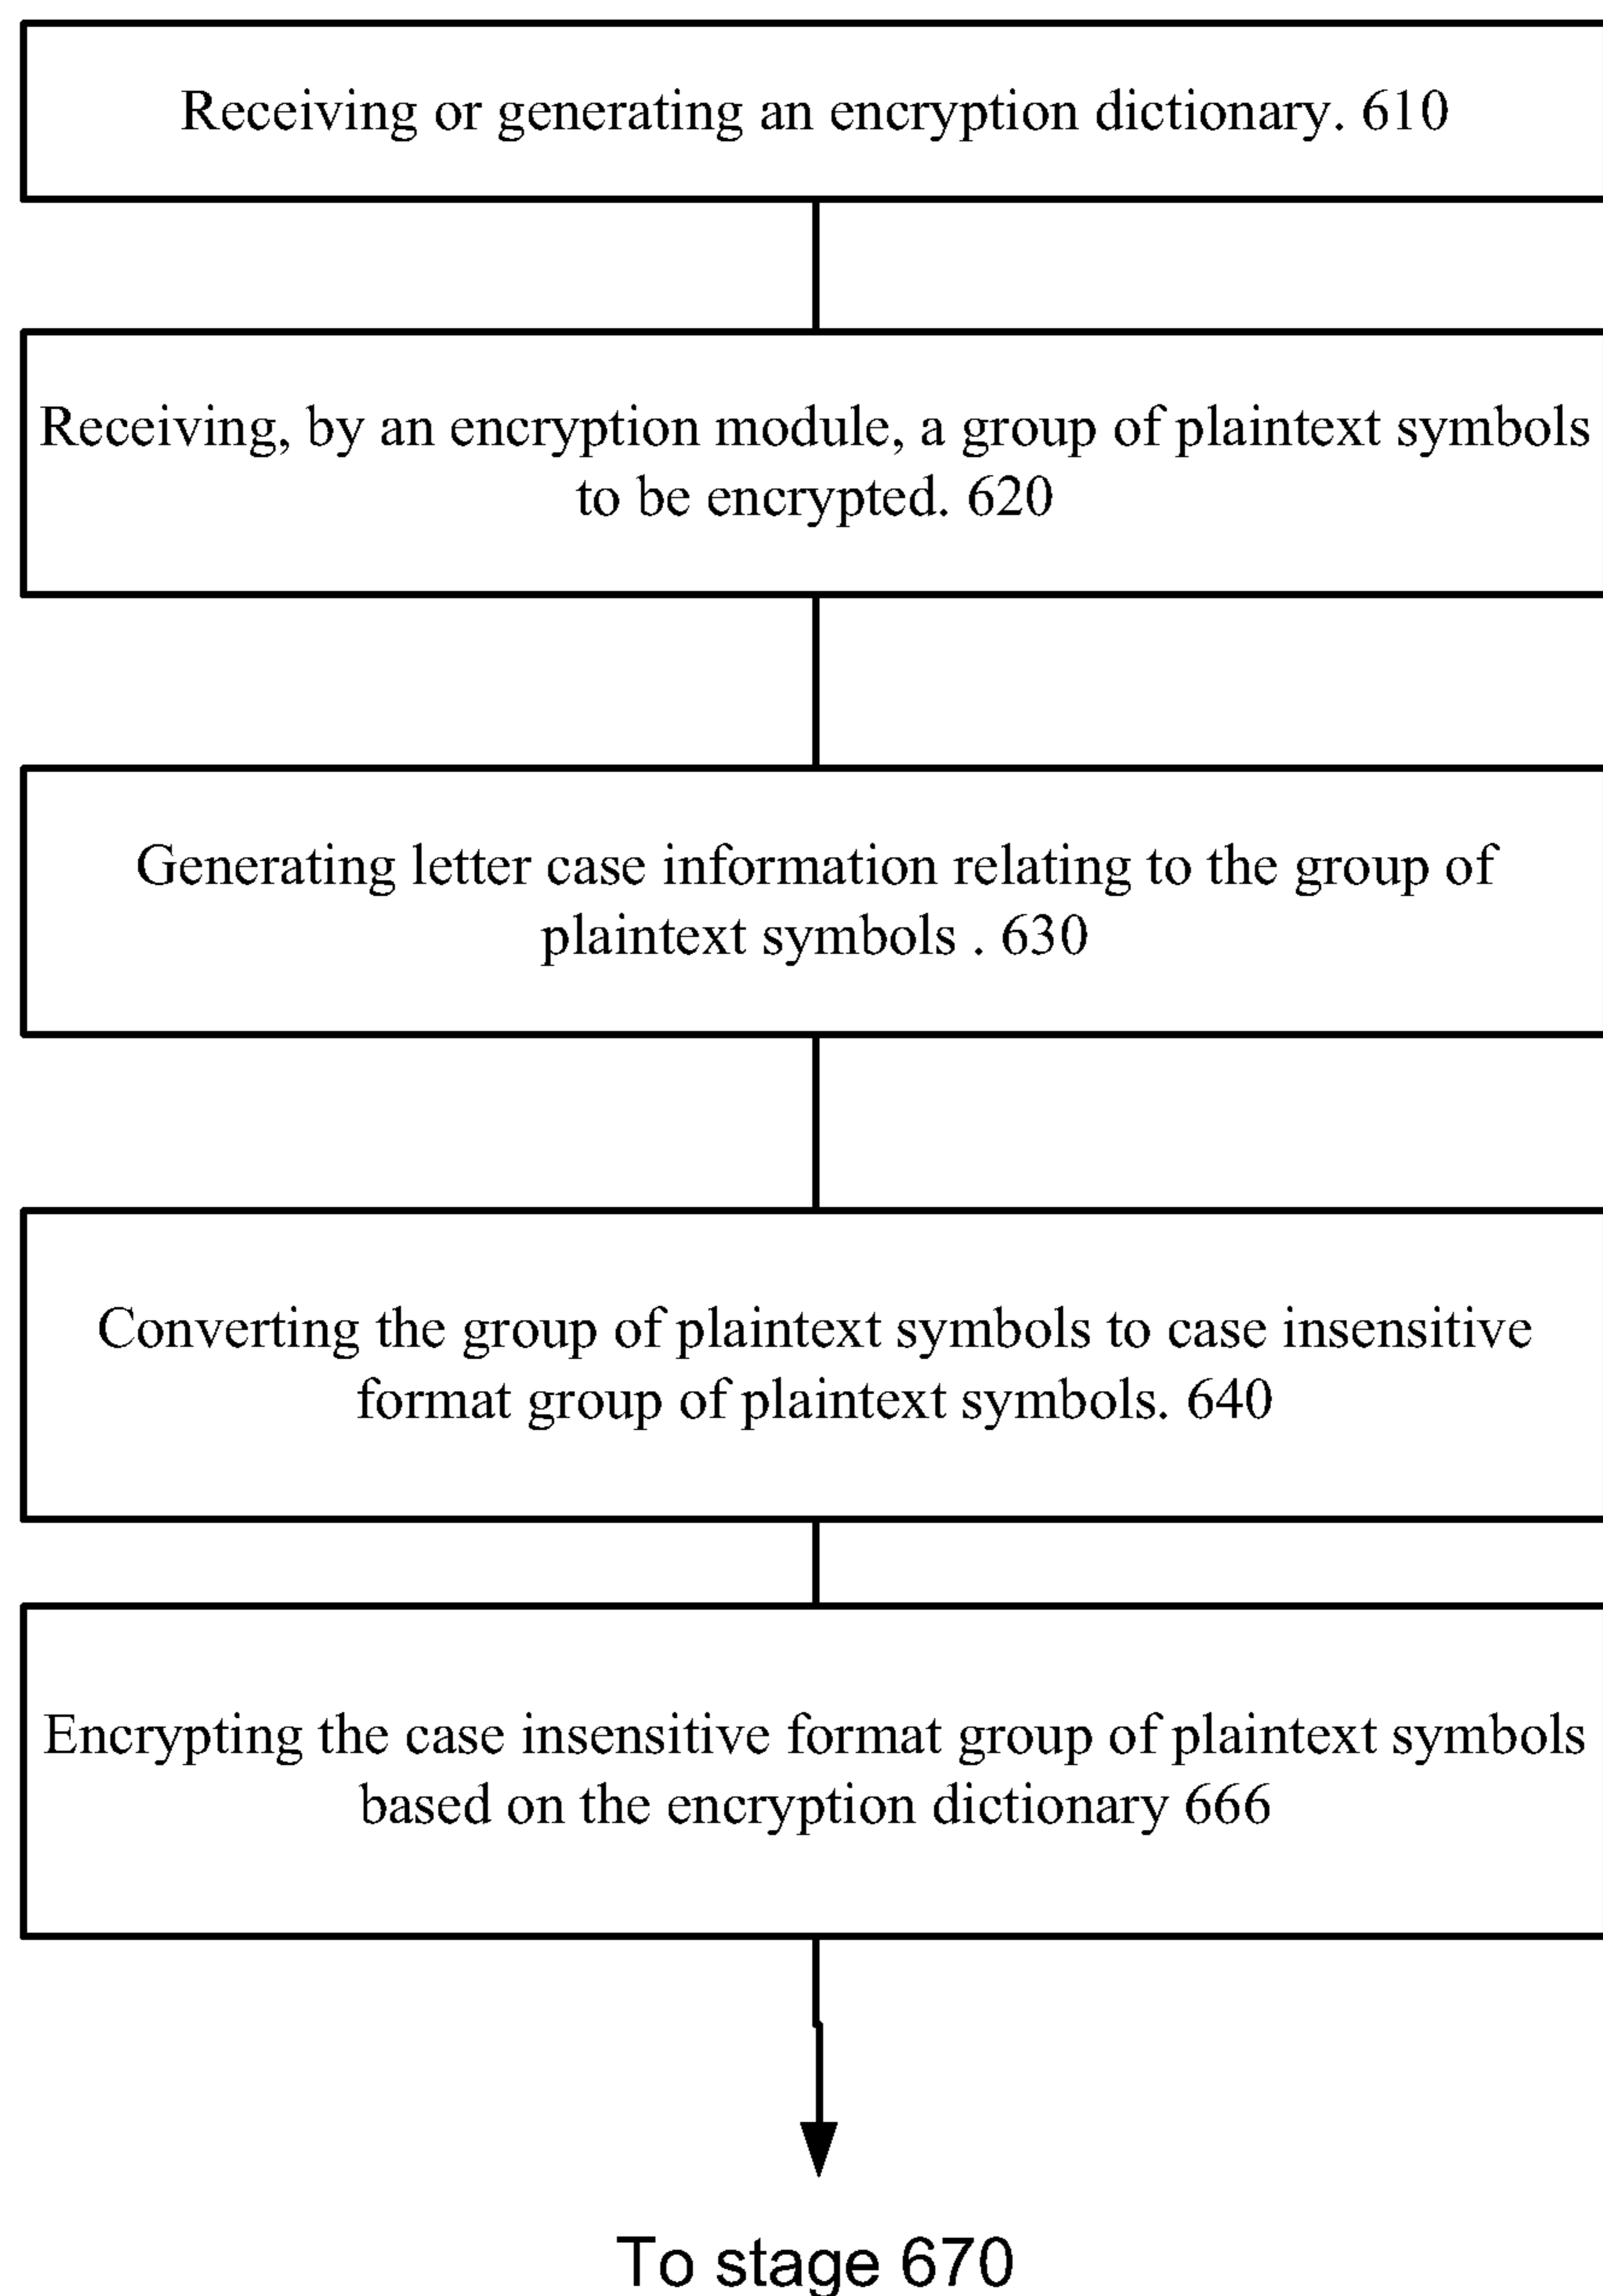 Receiving or generating an encryption dictionary. 610
Receiving, by an encryption module, a group of plaintext symbols
to be encrypted. 620
Generating letter case information relating to the group of
plaintext symbols . 630
Converting the group of plaintext symbols to case insensitive
format group of plaintext symbols. 640
Encrypting the case insensitive format group of plaintext symbols
based on the encryption dictionary 666
To stage 670